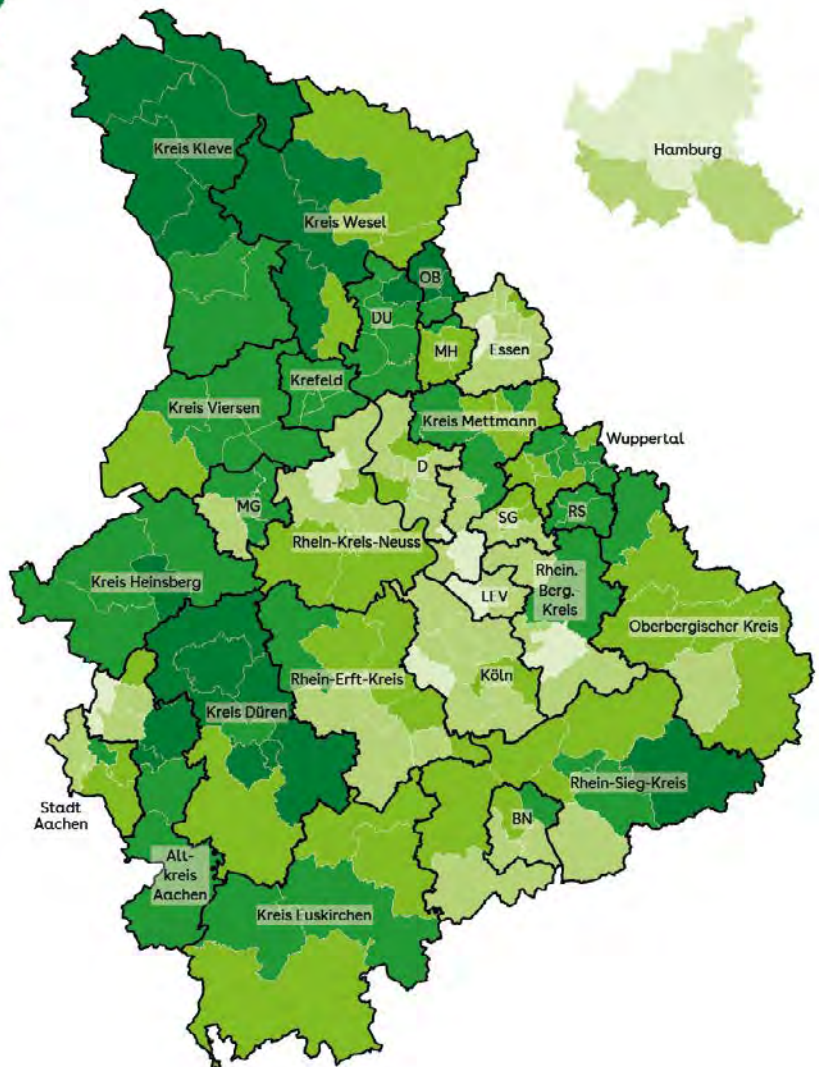 Hamburg
Kreis Kleve
Kreis Wesel
OB
DU
MH
Essen
Krefeld
Kreis Viersen
Kreis Mettmann
Wuppertal
D
MG
SG
RS
Rhein-Kreis-Neuss
Rhein.
Berg.
Kreis
Kreis Heinsberg
LEV
Oberbergischer Kreis
Rhein-Erft-Kreis
Köln
Kreis Düren
Rhein-Sieg-Kreis
Stadt
Aachen
BN
Alt-
kreis
Aachen
Kreis Euskirchen